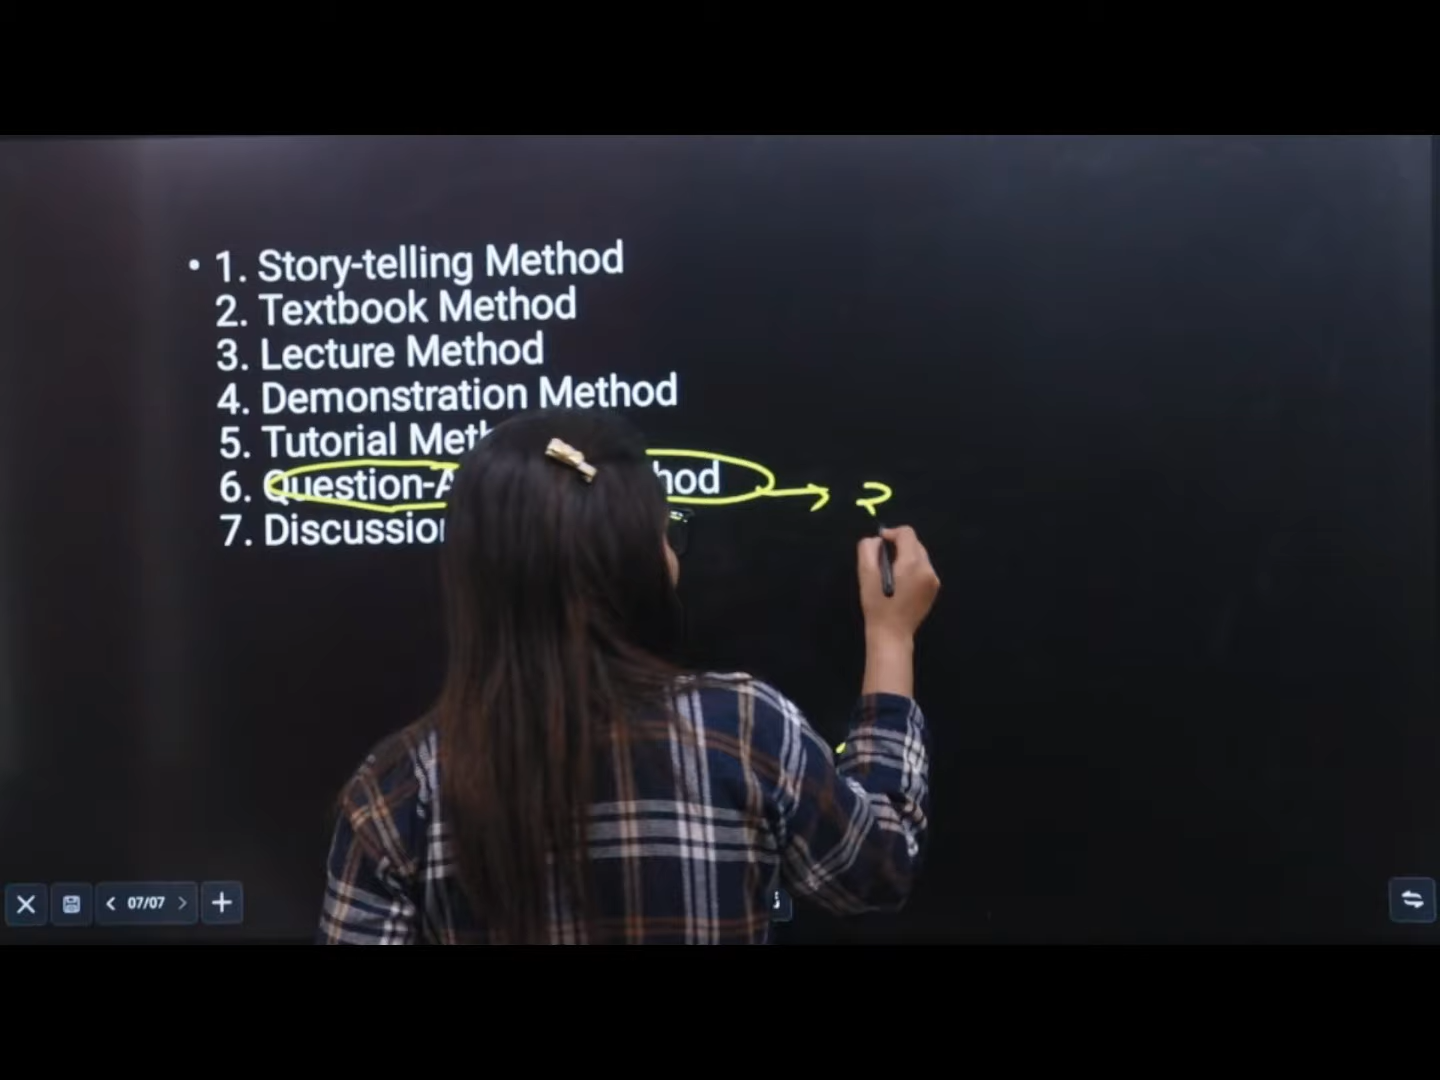 • 1. Story-telling Method
2. Textbook Method
3. Lecture Method
4. Demonstration Method
5. Tutorial
6. Question-
7. Discussion
07/07